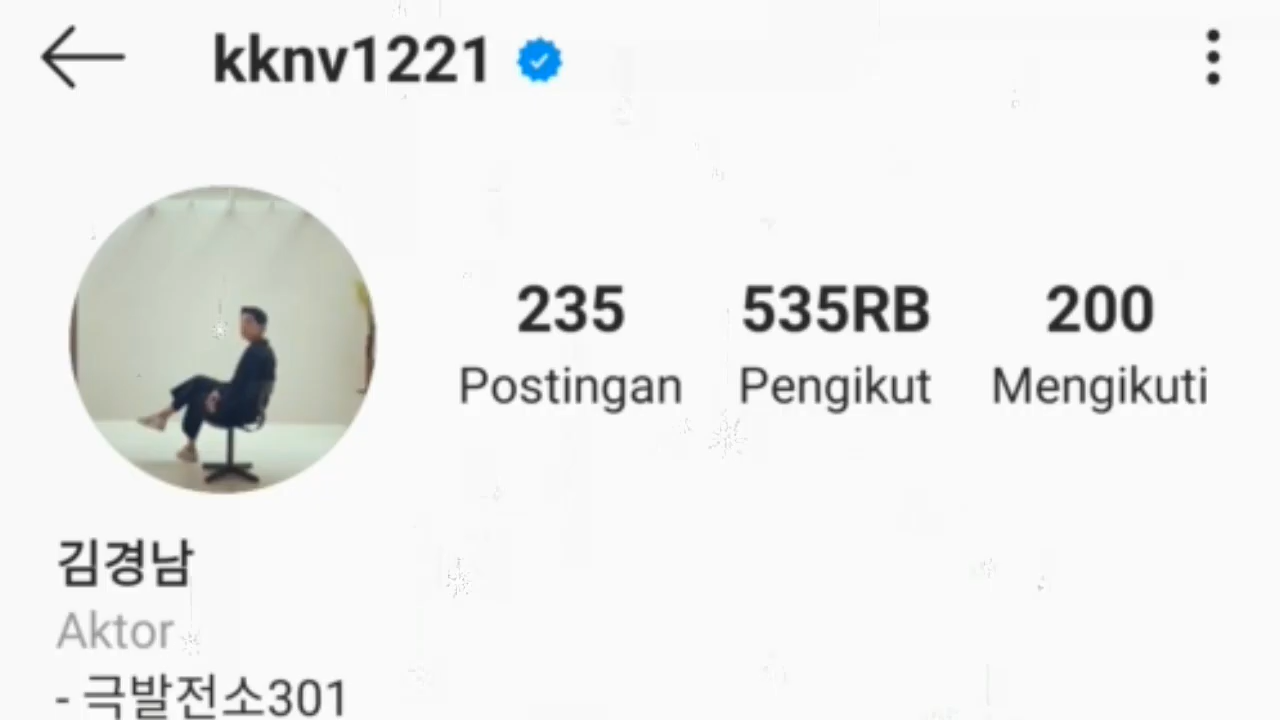 kknv1221
235 535RB 200
Postingan Pengikut Mengikuti
김경남
Aktor
- 극발전소301